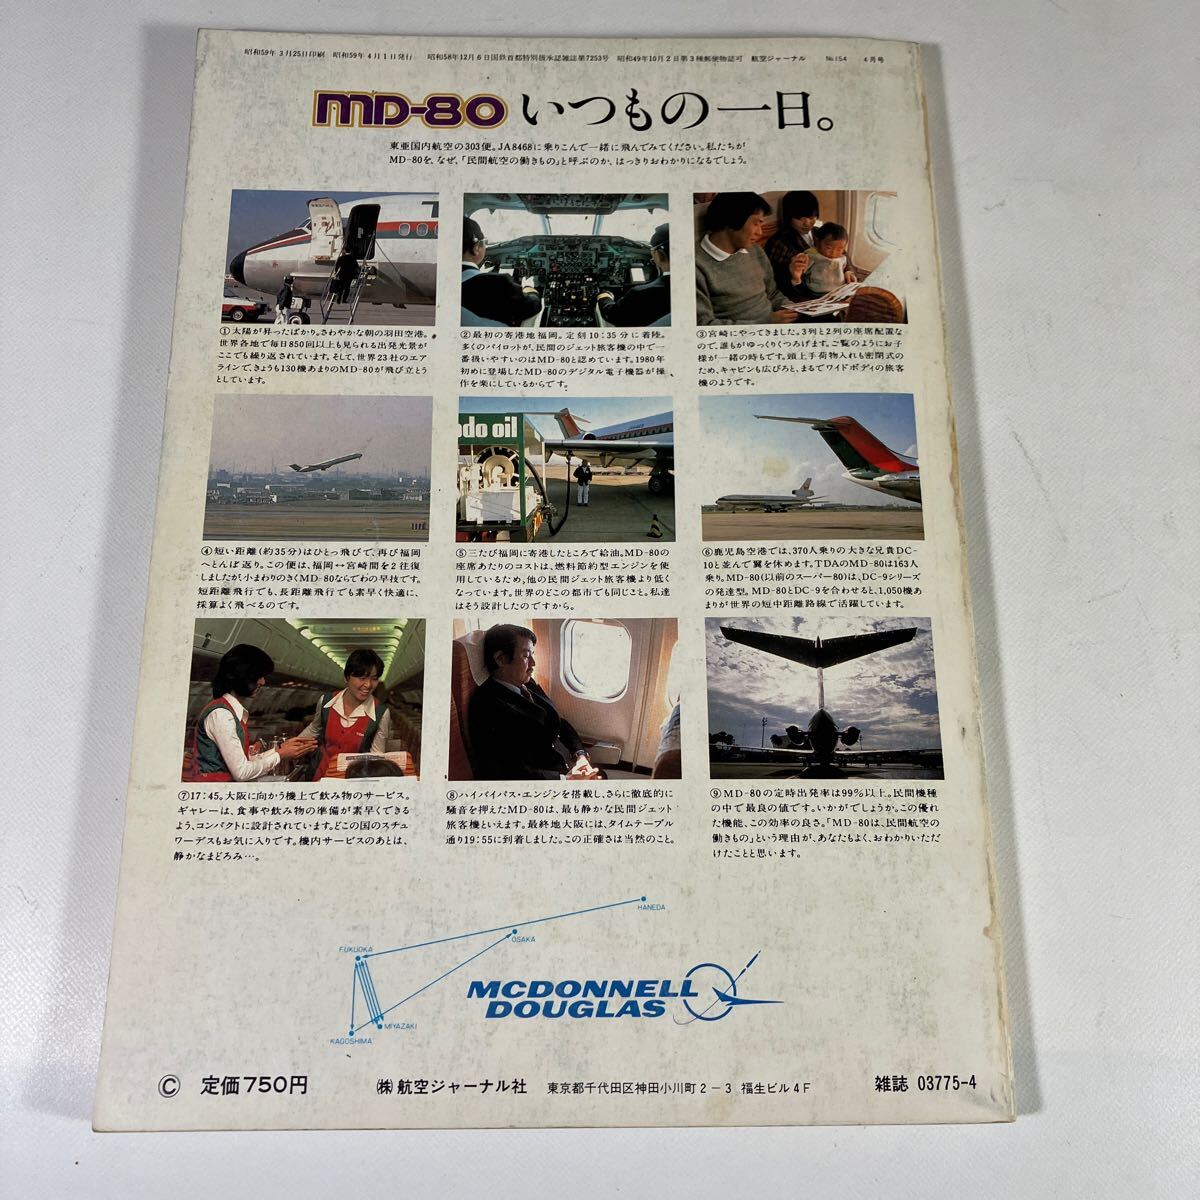 昭和59年3月25日印刷 昭和59年4月1日発行 昭和58年12月6日国鉄首都特別扱承認雑誌第7253号 昭和49年10月2日第3種郵便物認可 航空ジャーナル No.154 4月号
MD-80 いつもの一日。
東亜国内航空の303便。JA8468に乗りこんで一緒に飛んでみてください。私たちが
MD-80を、なぜ、「民間航空の働きもの」と呼ぶのか、はっきりおわかりになるでしょう。
①太陽が昇ったばかり。さわやかな朝の羽田空港。
世界各地で毎日850回以上も見られる出発光景が
ここでも繰り返されています。そして、世界23社のエア
ラインで、きょうも130機あまりのMD-80が飛び立とう
としています。
②最初の寄港地福岡。定刻10:35分に着陸。
多くのパイロットが、民間のジェット旅客機の中で一
番扱いやすいのはMD-80と認めています。1980年
初めに登場したMD-80のデジタル電子機器が操
作を楽にしているからです。
③宮崎にやってきました。3列と2列の座席配置な
ので、誰もがゆっくりくつろげます。ご覧のようにお子
様が一緒の時もです。頭上手荷物入れも密閉式の
ため、キャビンも広びろと、まるでワイドボディの旅客
機のようです。
④短い距離(約35分)はひとっ飛びで、再び福岡
へとんぼ返り。この便は、福岡↔宮崎間を2往復
しましたが、小まわりのきくMD-80ならでわの早技です。
短距離飛行でも、長距離飛行でも素早く快適に、
採算よく飛べるのです。
ndo oil
⑤三たび福岡に寄港したところで給油。MD-80の
座席あたりのコストは、燃料節約型エンジンを使
用しているため、他の民間ジェット旅客機より低く
なっています。世界のどこの都市でも同じこと。私達
はそう設計したのですから。
⑥鹿児島空港では、370人乗りの大きな兄貴DC-
10と並んで翼を休めます。TDAのMD-80は163人
乗り。MD-80(以前のスーパー80)は、DC-9シリーズ
の発達型。MD-80とDC-9を合わせると、1,050機あ
まりが世界の短中距離路線で活躍しています。
⑦17:45。大阪に向かう機上で飲み物のサービス。
ギャレーは、食事や飲み物の準備が素早くできる
よう、コンパクトに設計されています。どこの国のスチュ
ワーデスもお気に入りです。機内サービスのあとは、
静かなまどろみ…。
⑧ハイバイパス・エンジンを搭載し、さらに徹底的に
騒音を押えたMD-80は、最も静かな民間ジェット
旅客機といえます。最終地大阪には、タイムテーブル
通り19:55に到着しました。この正確さは当然のこと。
⑨MD-80の定時出発率は99%以上。民間機種
の中で最良の値です。いかがでしょうか。この優れ
た機能、この効率の良さ。「MD-80は、民間航空の
働きもの」という理由が、あなたもよく、おわかりいただ
けたことと思います。
HANEDA
OSAKA
FUKUOKA
MIYAZAKI
KAGOSHIMA
MCDONNELL
DOUGLAS
© 定価750円 (株)航空ジャーナル社 東京都千代田区神田小川町2-3 福生ビル4F 雑誌 03775-4